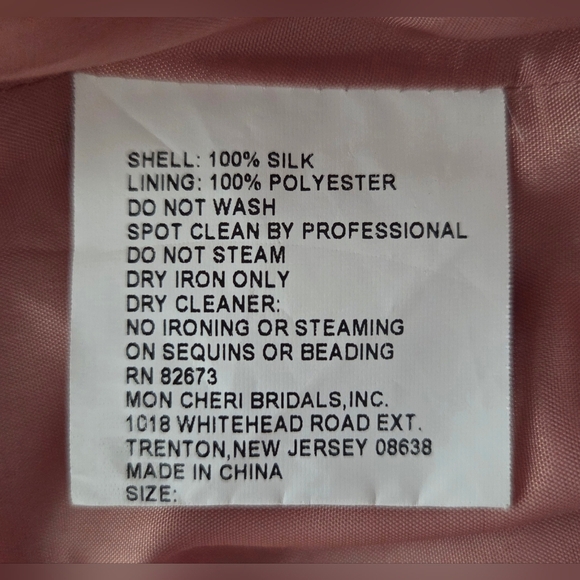 SHELL: 100% SILK
LINING: 100% POLYESTER
DO NOT WASH
SPOT CLEAN BY PROFESSIONAL
DO NOT STEAM
DRY IRON ONLY
DRY CLEANER:
NO IRONING OR STEAMING
ON SEQUINS OR BEADING
RN 82673
MON CHERI BRIDALS,INC.
1018 WHITEHEAD ROAD EXT.
TRENTON,NEW JERSEY 08638
MADE IN CHINA
SIZE: